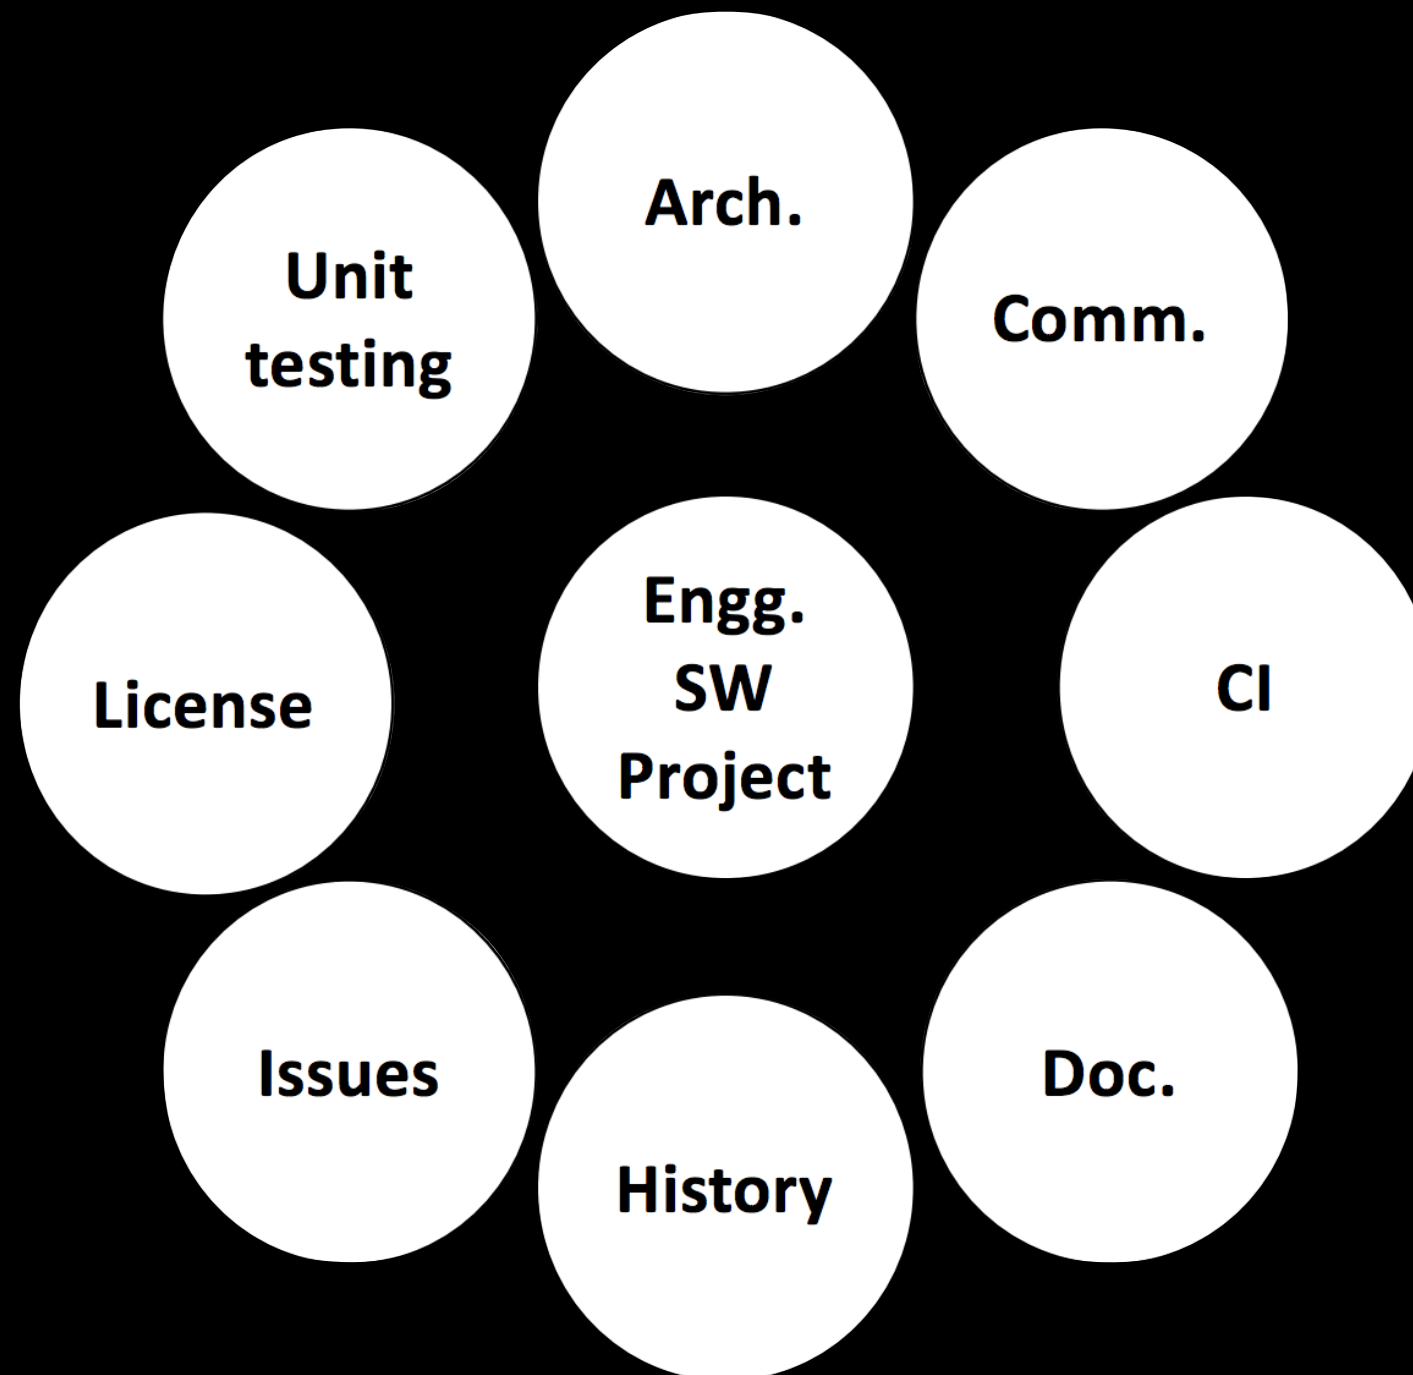 Arch.
Unit
testing
Comm.
Engg.
SW
Project
License
CI
Issues
Doc.
History